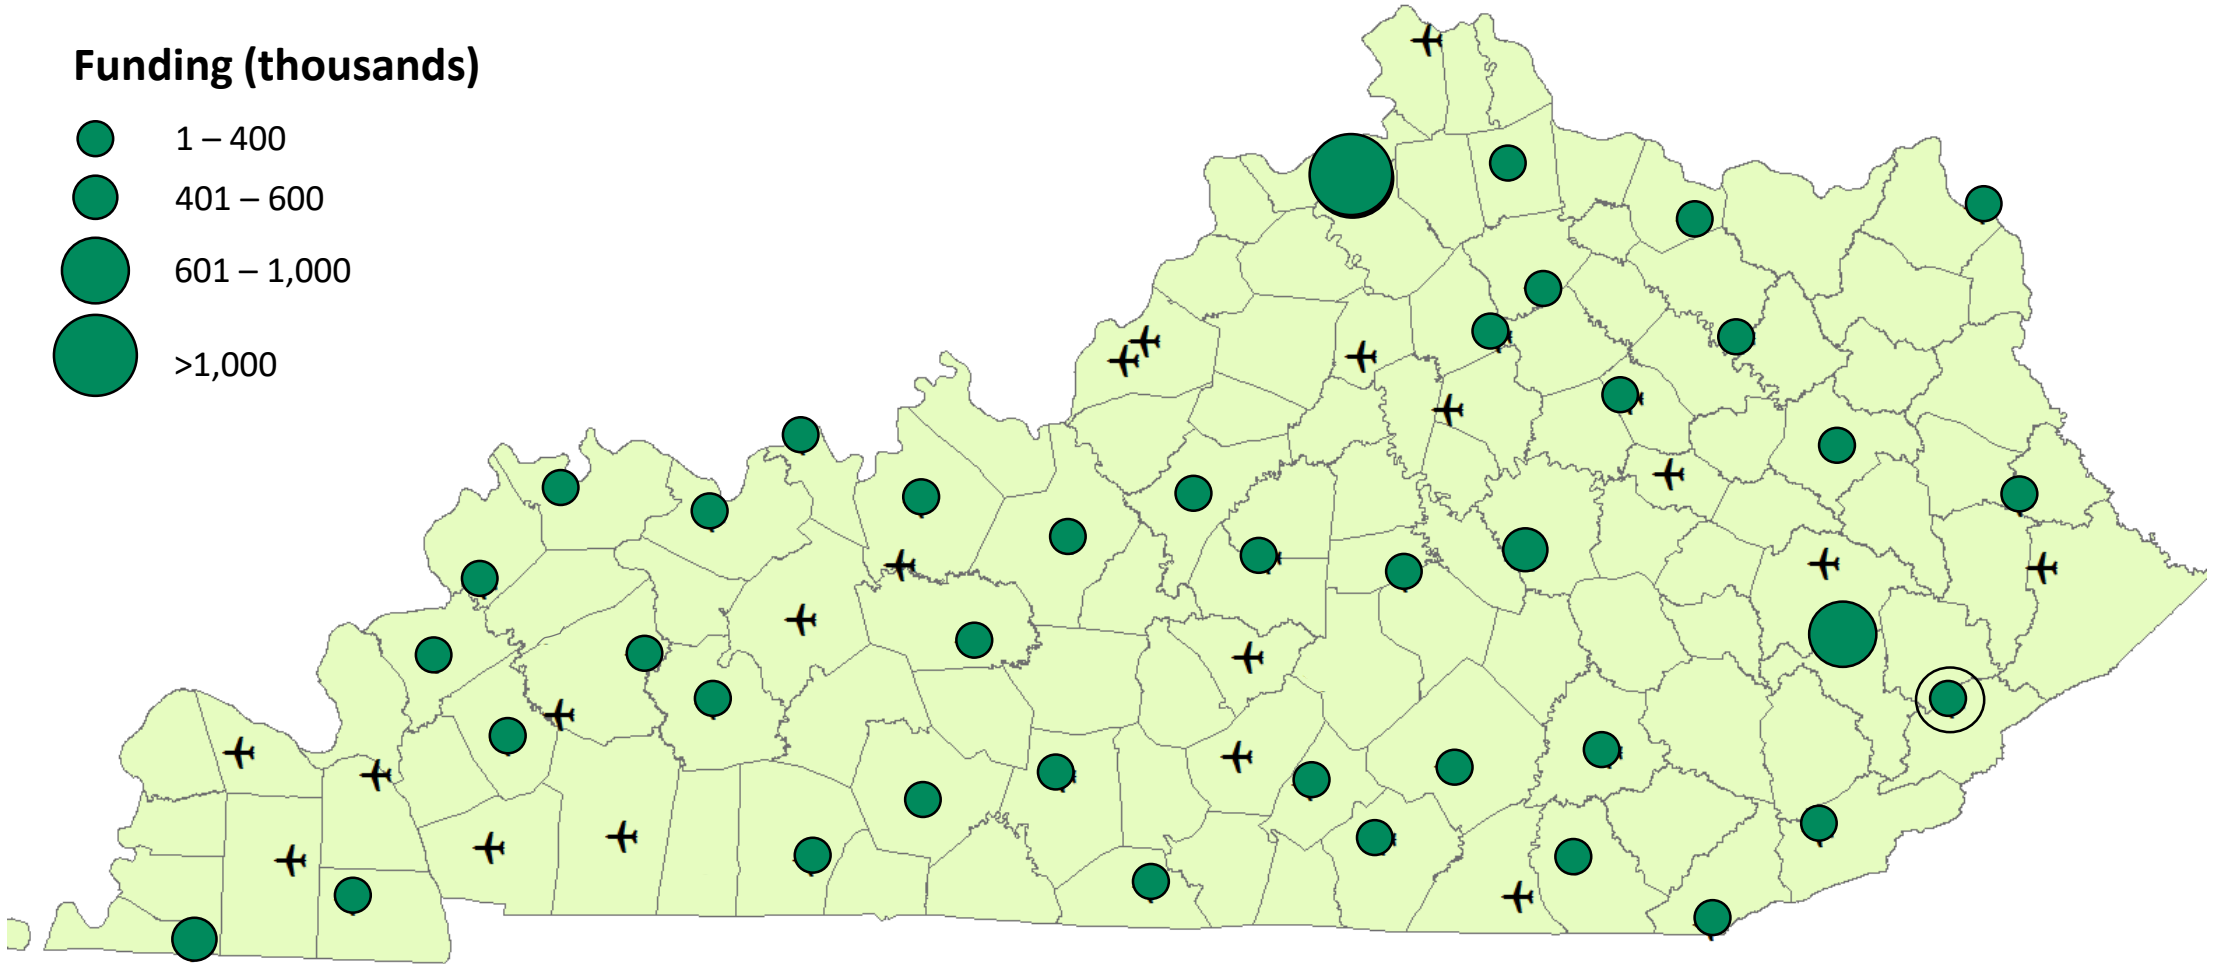 Funding (thousands)
1 – 400
401 – 600
601 – 1,000
>1,000